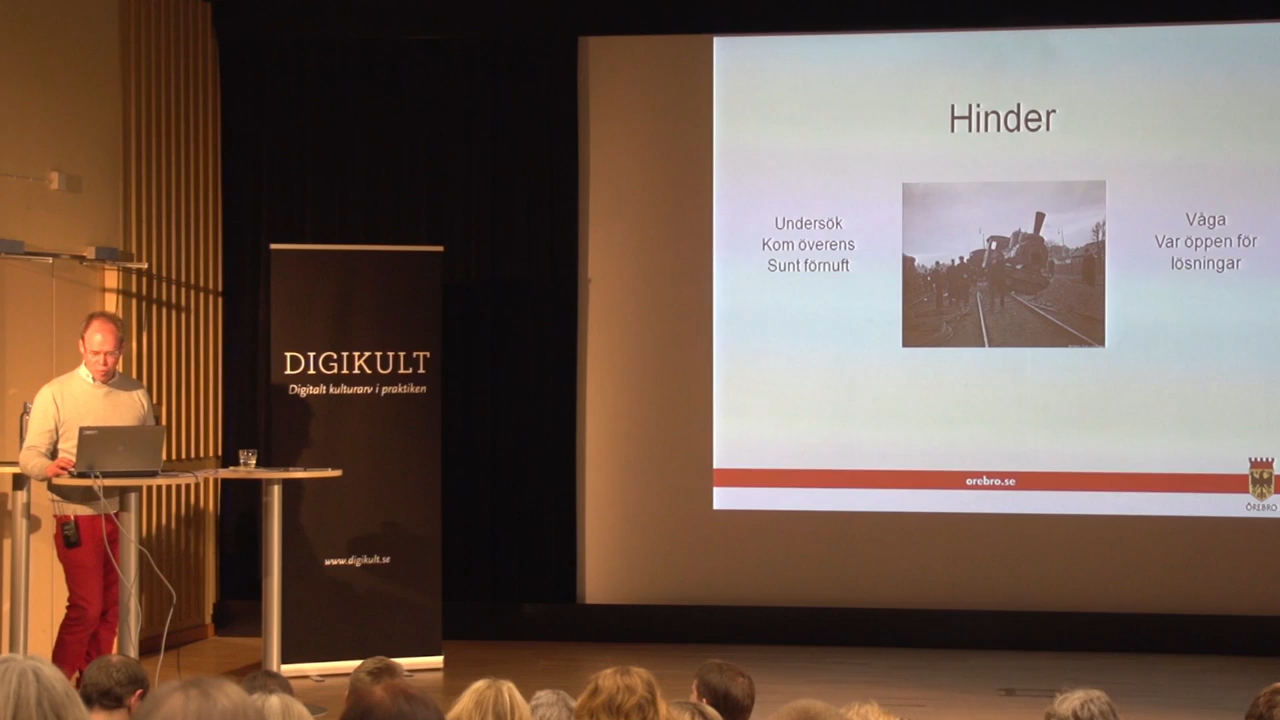 Hinder
Undersök
Kom överens
Sunt förnuft
Våga
Var öppen för
lösningar
orebro.se
ÖREBRO
DIGIKULT
Digitalt kulturarv i praktiken
www.digikult.se